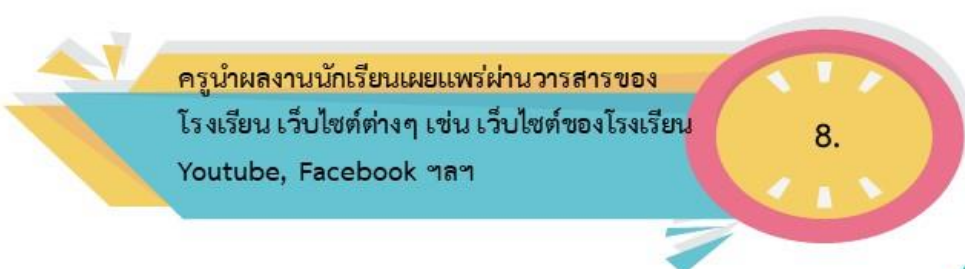 ครูนำผลงานนักเรียนเผยแพร่ผ่านวารสารของ
โรงเรียน เว็บไซต์ต่างๆ เช่น เว็บไซต์ของโรงเรียน
Youtube, Facebook ฯลฯ
8.